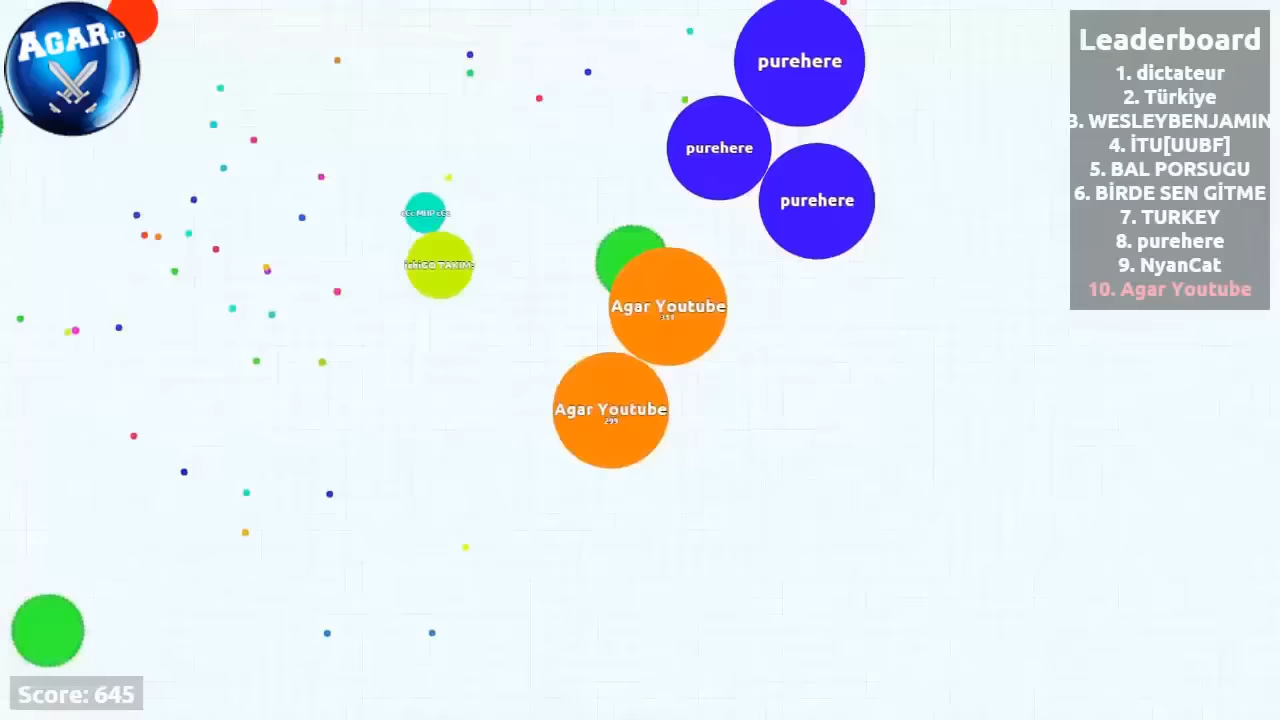 AGAR.io
purehere
purehere
purehere
Agar Youtube
Agar Youtube
299
Leaderboard
1. dictateur
2. Türkiye
3. WESLEYBENJAMIN
4. İTU[UUBF]
5. BAL PORSUGU
6. BİRDE SEN GİTME
7. TURKEY
8. purehere
9. NyanCat
10. Agar Youtube
Score: 645